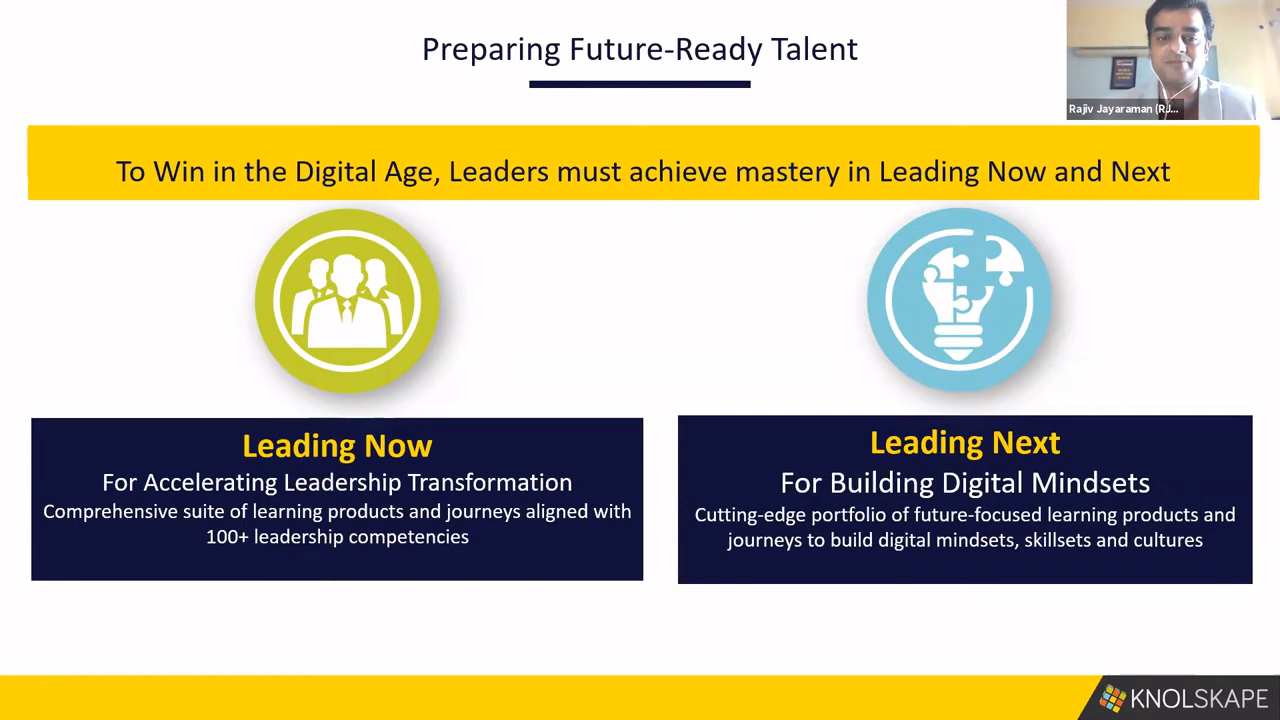 Preparing Future-Ready Talent
Rajiv Jayaraman (RJ...
To Win in the Digital Age, Leaders must achieve mastery in Leading Now and Next
Leading Now
For Accelerating Leadership Transformation
Comprehensive suite of learning products and journeys aligned with
100+ leadership competencies
Leading Next
For Building Digital Mindsets
Cutting-edge portfolio of future-focused learning products and
journeys to build digital mindsets, skillsets and cultures
KNOLSKAPE